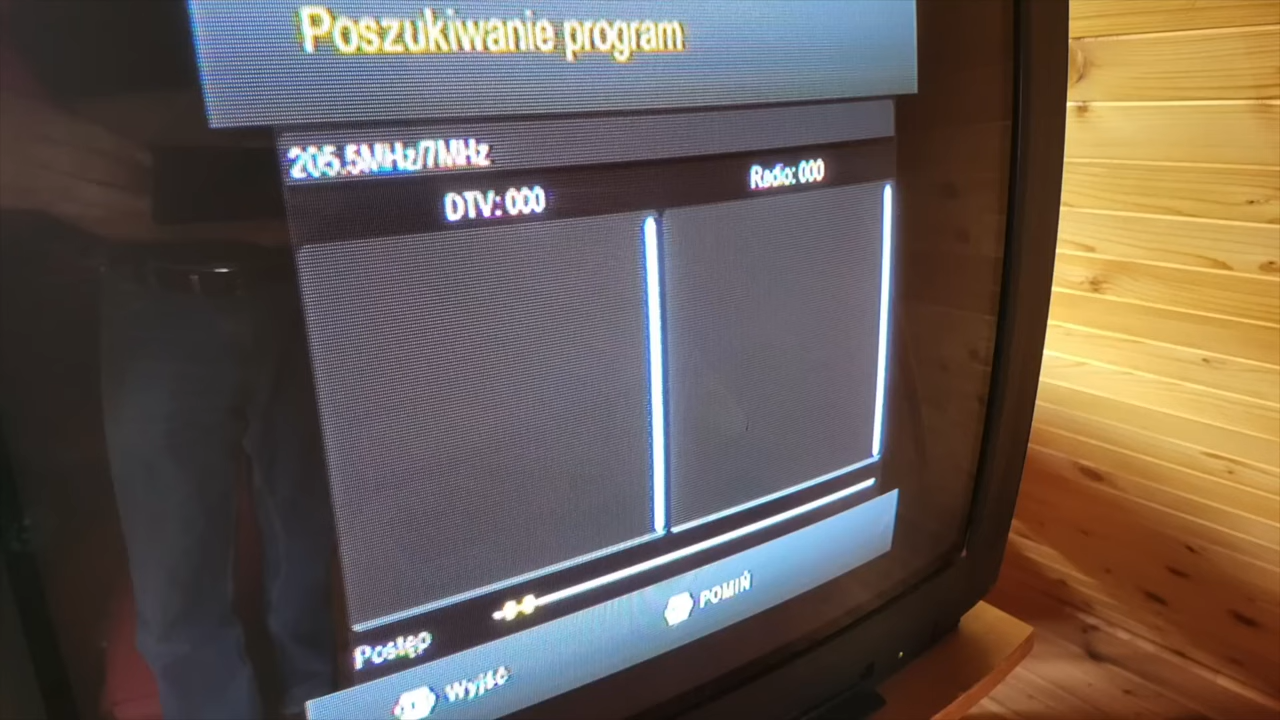 Poszukiwanie program
205.5MHz/7MHz
DTV: 000
Radio: 000
Postęp
POMIŃ
Wyjść